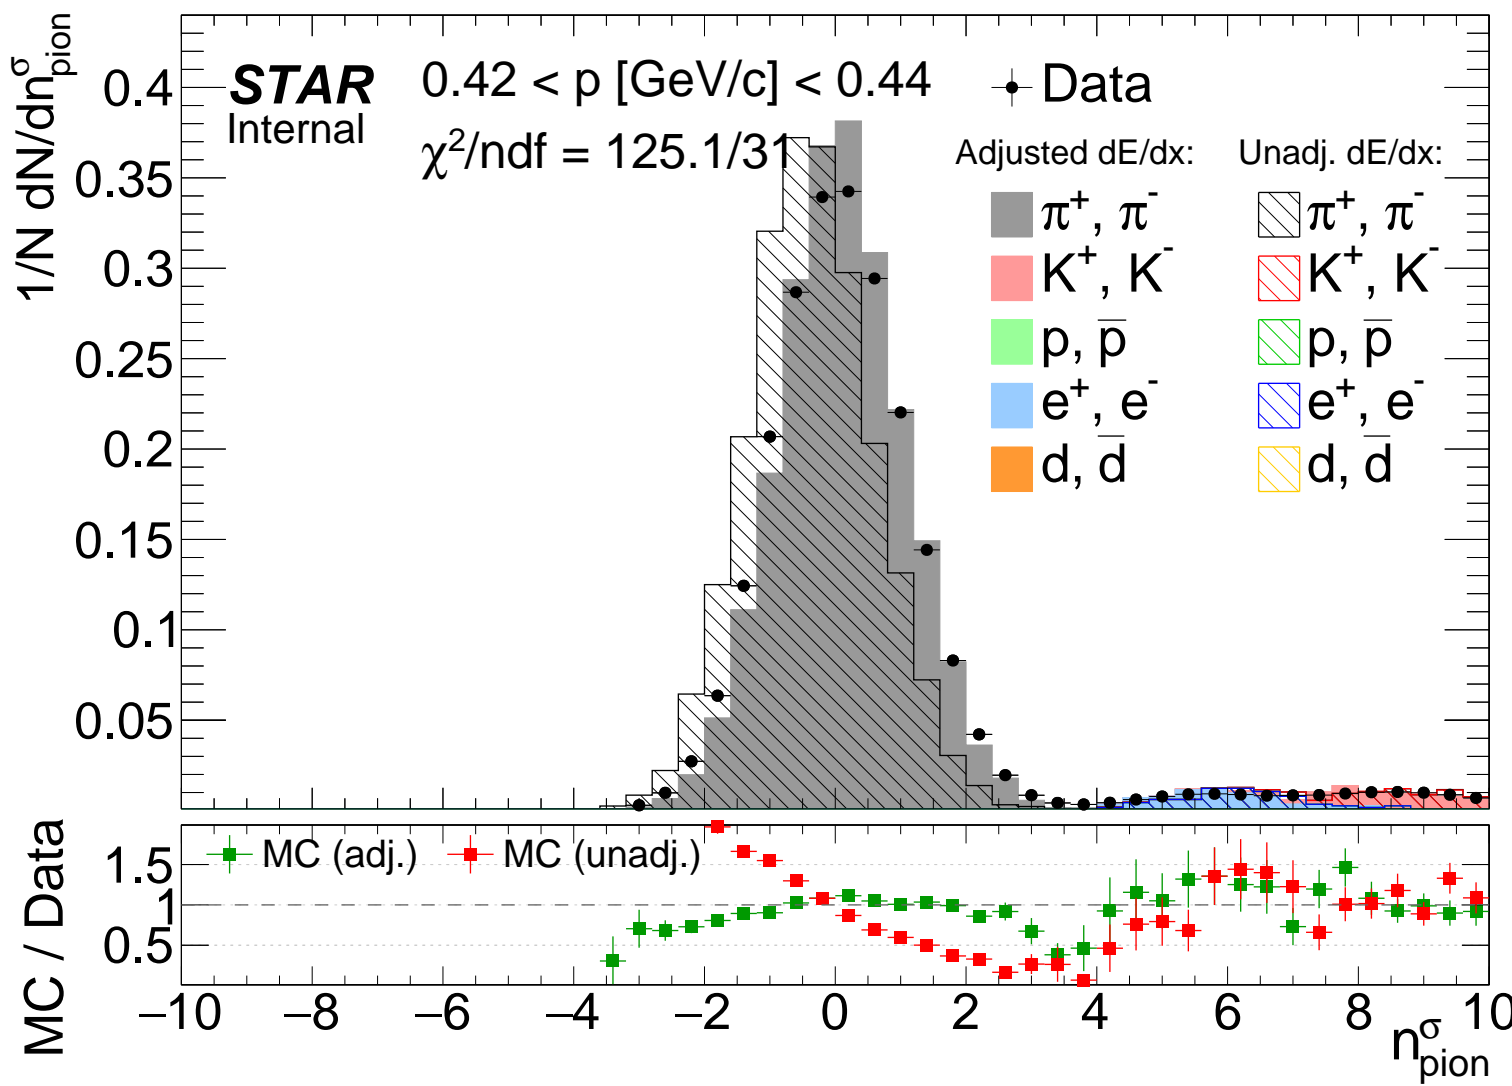 1/N dN/dnσpion
0.4
0.35
0.3
0.25
0.2
0.15
0.1
0.05
STAR
Internal
0.42 < p [GeV/c] < 0.44
χ²/ndf = 125.1/31
Data
Adjusted dE/dx:
Unadj. dE/dx:
π⁺, π⁻
π⁺, π⁻
K⁺, K⁻
K⁺, K⁻
p, p̅
p, p̅
e⁺, e⁻
e⁺, e⁻
d, d̅
d, d̅
MC / Data
1.5
1
0.5
MC (adj.)
MC (unadj.)
−10 −8 −6 −4 −2 0 2 4 6 8 10
nσpion